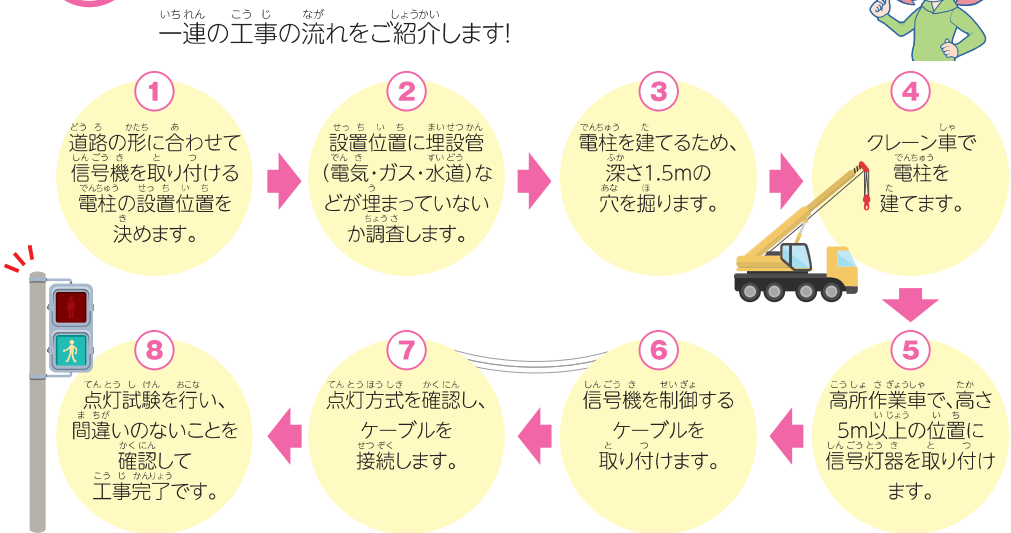 一連の工事の流れをご紹介します!
①
道路の形に合わせて
信号機を取り付ける
電柱の設置位置を
決めます。
②
設置位置に埋設管
(電気・ガス・水道)な
どが埋まっていない
か調査します。
③
電柱を建てるため、
深さ1.5mの
穴を掘ります。
④
クレーン車で
電柱を
建てます。
⑤
高所作業車で、高さ
5m以上の位置に
信号灯器を取り付け
ます。
⑥
信号機を制御する
ケーブルを
取り付けます。
⑦
点灯方式を確認し、
ケーブルを
接続します。
⑧
点灯試験を行い、
間違いのないことを
確認して
工事完了です。